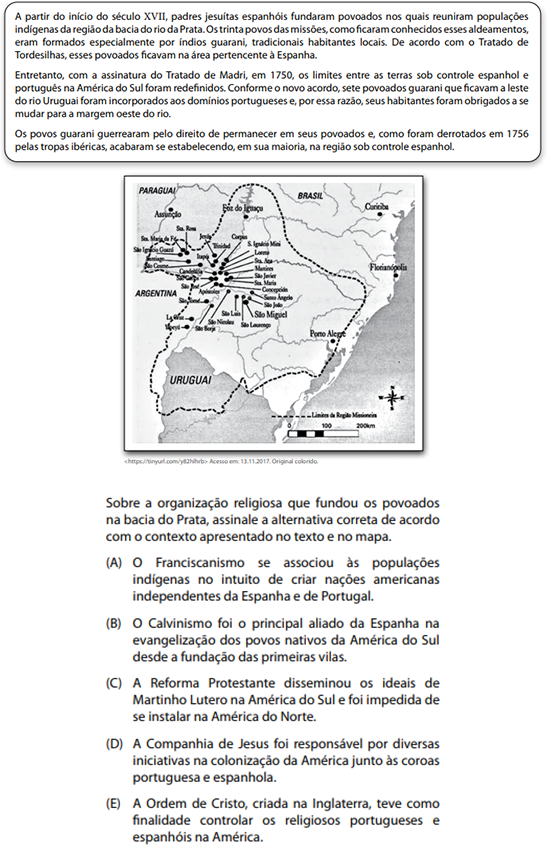 A partir do início do século XVII, padres jesuítas espanhóis fundaram povoados nos quais reuniram populações
indígenas da região da bacia do rio da Prata. Os trinta povos das missões, como ficaram conhecidos esses aldeamentos,
eram formados especialmente por índios guarani, tradicionais habitantes locais. De acordo com o Tratado de
Tordesilhas, esses povoados ficavam na área pertencente à Espanha.
Entretanto, com a assinatura do Tratado de Madri, em 1750, os limites entre as terras sob controle espanhol e
português na América do Sul foram redefinidos. Conforme o novo acordo, sete povoados guarani que ficavam a leste
do rio Uruguai foram incorporados aos domínios portugueses e, por essa razão, seus habitantes foram obrigados a se
mudar para a margem oeste do rio.
Os povos guarani guerrearam pelo direito de permanecer em seus povoados e, como foram derrotados em 1756
pelas tropas ibéricas, acabaram se estabelecendo, em sua maioria, na região sob controle espanhol.
PARAGUAI
BRASIL
Assunção
Foz do Iguaçu
Curitiba
Sta. Rosa
Sta. Maria da Fé
Jesús
Corpus
S. Ignácio Mini
Trinidad
Loreto
São Ignácio Guazú
Itapúa
Sta. Ana
Santiago
Florianópolis
São Cosme
Candelária
Martires
São Carlos
São Javier
São José
Sta. Maria
ARGENTINA
Apóstoles
Concepción
Santo Ângelo
São Tomé
São João
São Luis
São Miguel
La Cruz
São Nicolau
Yapeyú
São Borja
São Lourenço
Porto Alegre
URUGUAI
Limites da Região Missioneira
0 100 200km
<https://tinyurl.com/y82hlhrb> Acesso em: 13.11.2017. Original colorido.
Sobre a organização religiosa que fundou os povoados
na bacia do Prata, assinale a alternativa correta de acordo
com o contexto apresentado no texto e no mapa.
(A) O Franciscanismo se associou às populações
indígenas no intuito de criar nações americanas
independentes da Espanha e de Portugal.
(B) O Calvinismo foi o principal aliado da Espanha na
evangelização dos povos nativos da América do Sul
desde a fundação das primeiras vilas.
(C) A Reforma Protestante disseminou os ideais de
Martinho Lutero na América do Sul e foi impedida de
se instalar na América do Norte.
(D) A Companhia de Jesus foi responsável por diversas
iniciativas na colonização da América junto às coroas
portuguesa e espanhola.
(E) A Ordem de Cristo, criada na Inglaterra, teve como
finalidade controlar os religiosos portugueses e
espanhóis na América.